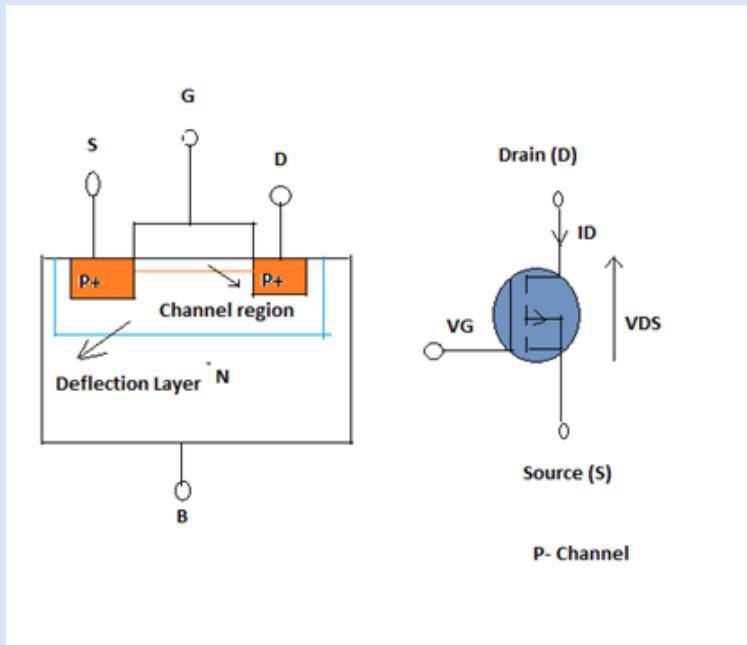 G
S
D
P+
P+
Channel region
Deflection Layer
N
B
Drain (D)
ID
VG
VDS
Source (S)
P- Channel